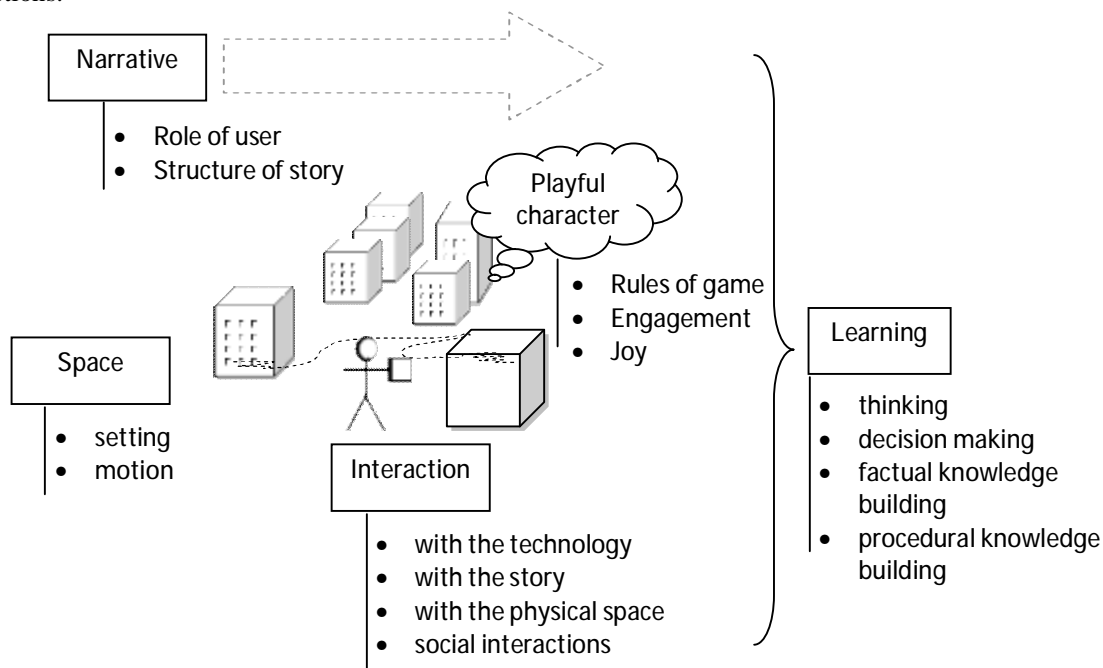 Narrative
• Role of user
• Structure of story
Playful
character
• Rules of game
• Engagement
• Joy
Space
• setting
• motion
Interaction
• with the technology
• with the story
• with the physical space
• social interactions
Learning
• thinking
• decision making
• factual knowledge
building
• procedural knowledge
building